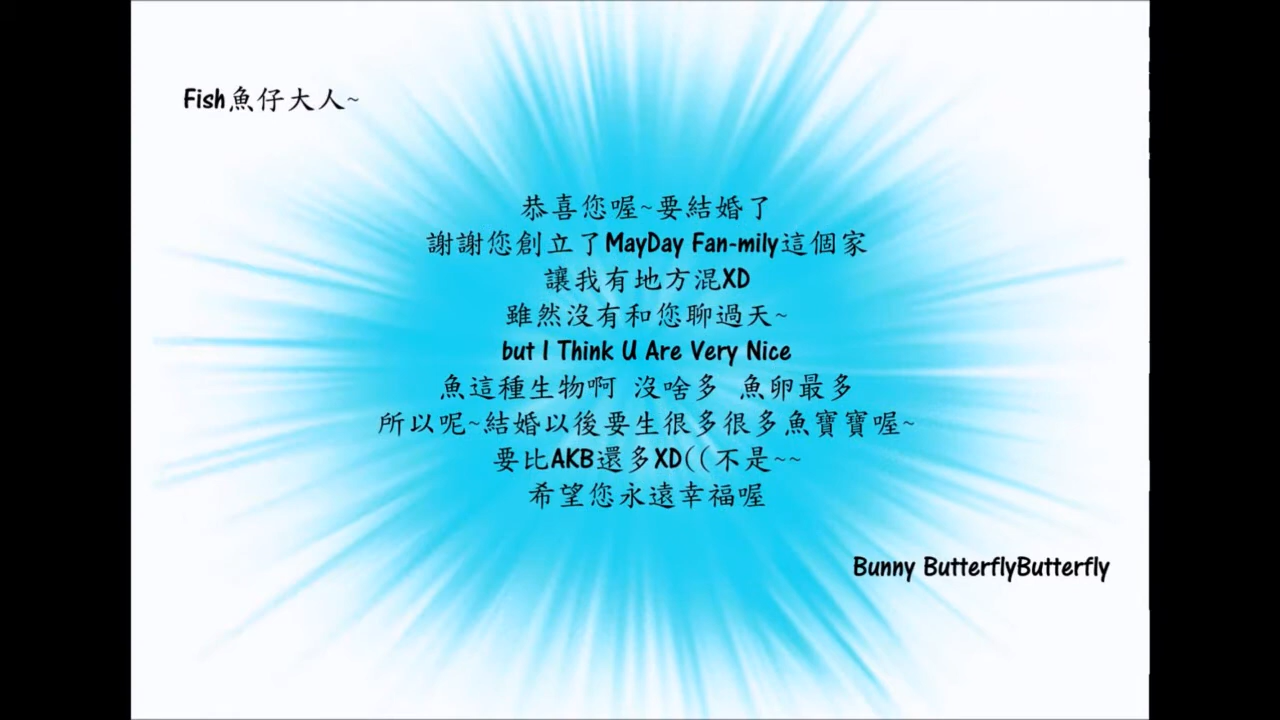 Fish魚仔大人~
恭喜您喔~要結婚了
謝謝您創立了MayDay Fan-mily這個家
讓我有地方混XD
雖然沒有和您聊過天~
but I Think U Are Very Nice
魚這種生物啊 沒啥多 魚卵最多
所以呢~結婚以後要生很多很多魚寶寶喔~
要比AKB還多XD((不是~~
希望您永遠幸福喔
Bunny ButterflyButterfly